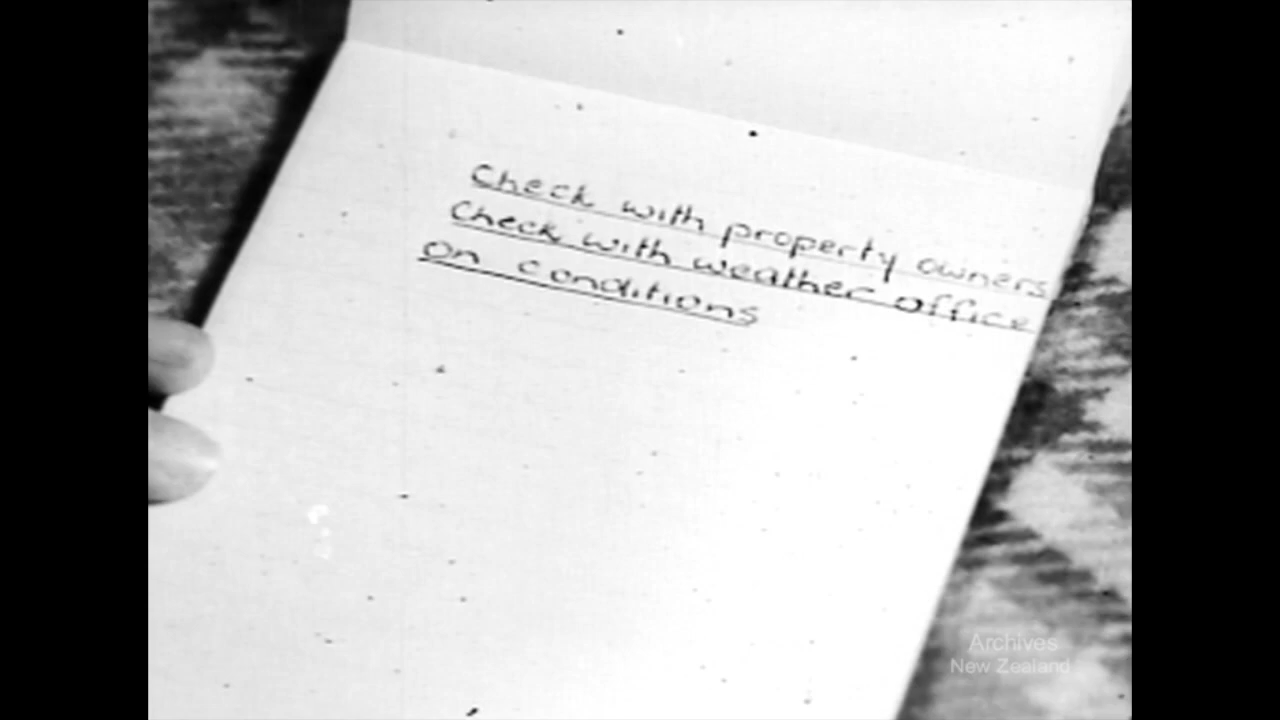 Check with property owners
Check with weather office
on conditions
Archives
New Zealand